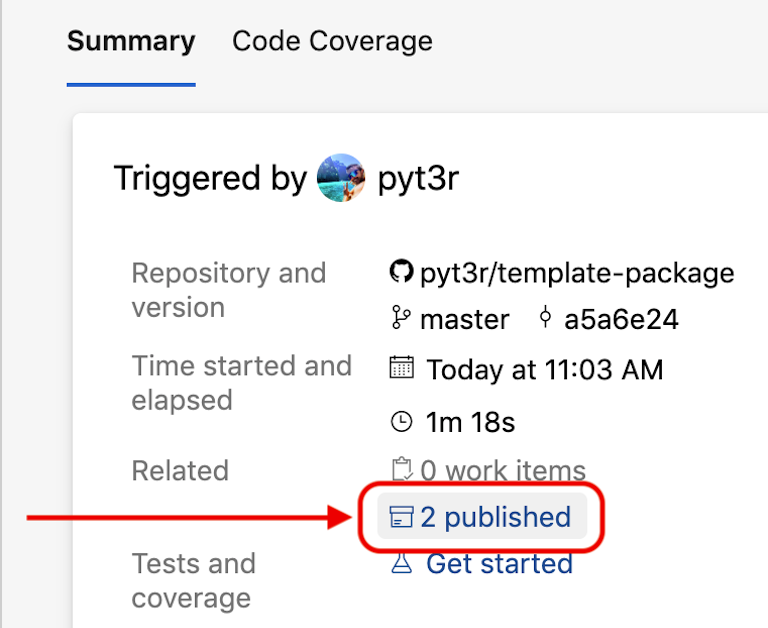 Summary Code Coverage
Triggered by pyt3r
Repository and version pyt3r/template-package
master a5a6e24
Time started and elapsed Today at 11:03 AM
1m 18s
Related 0 work items
2 published
Tests and coverage Get started